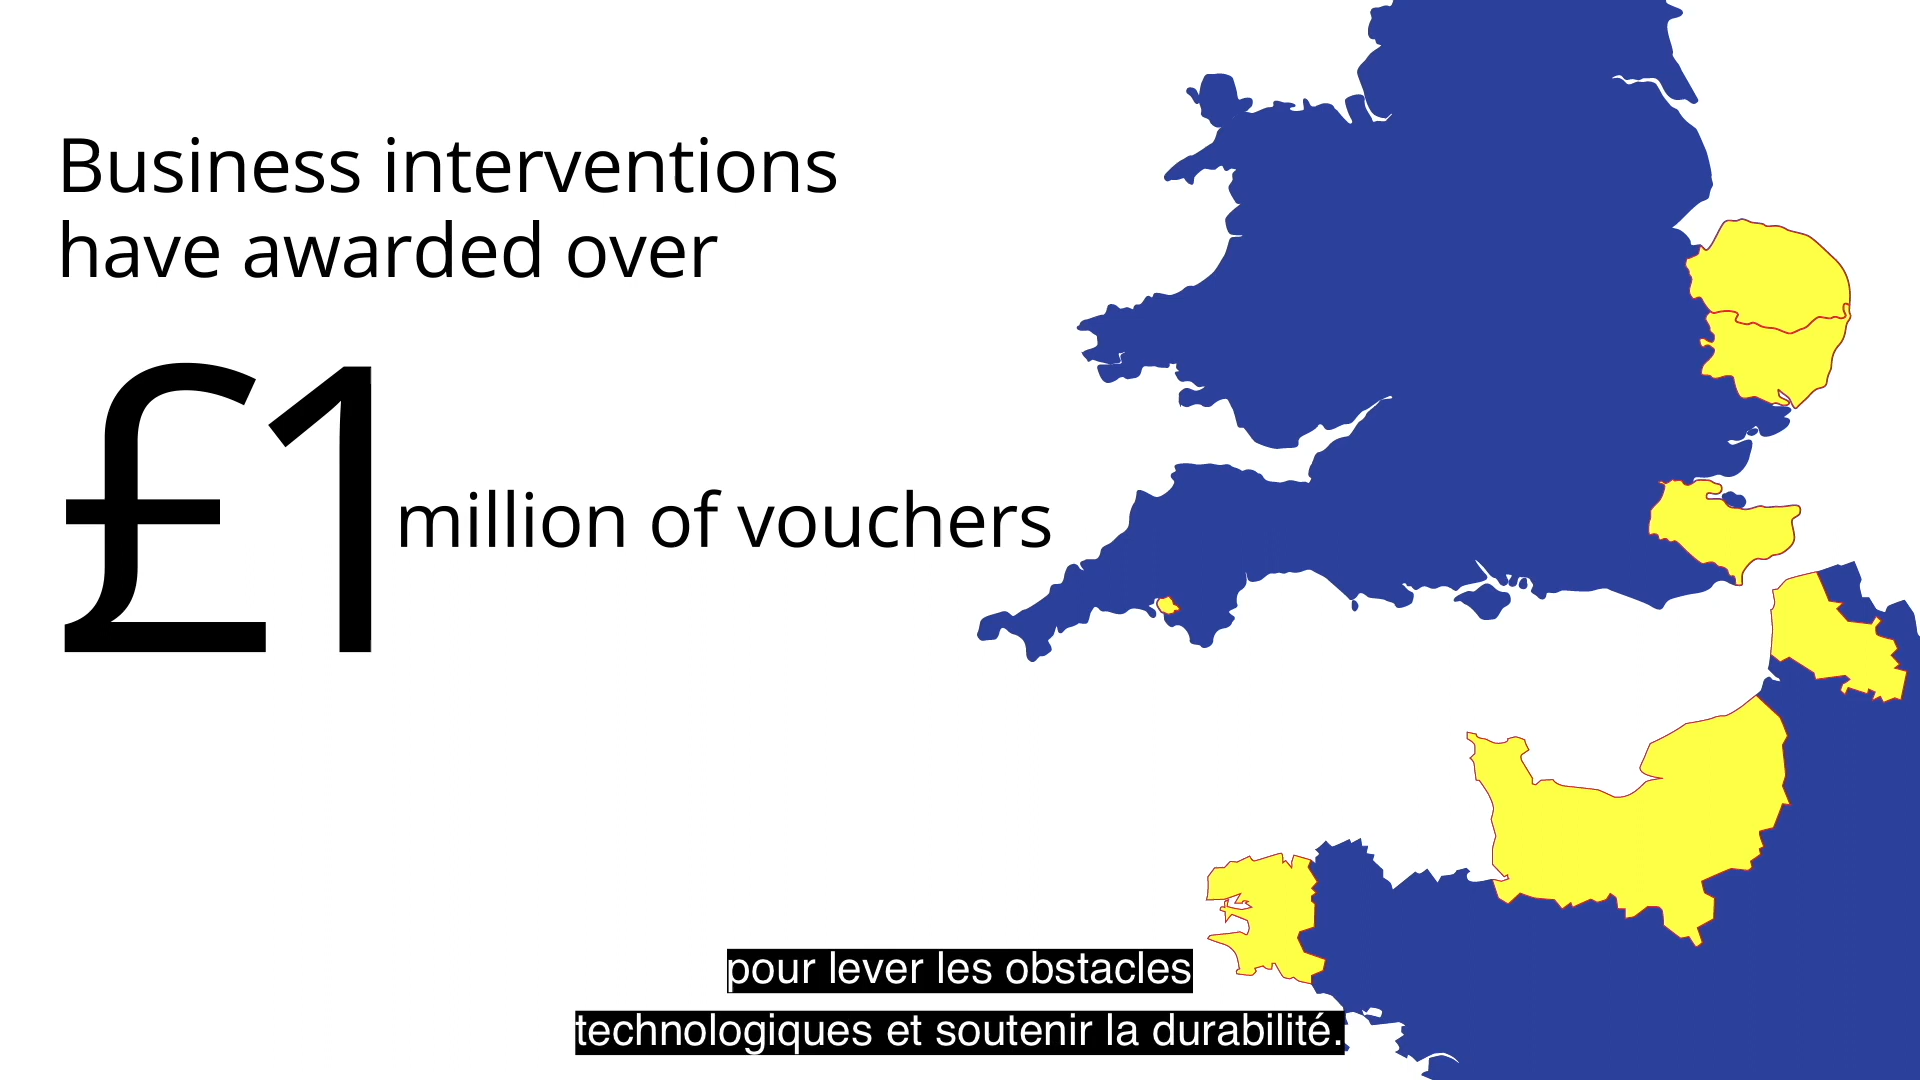 Business interventions
have awarded over
£1 million of vouchers
pour lever les obstacles
technologiques et soutenir la durabilité.